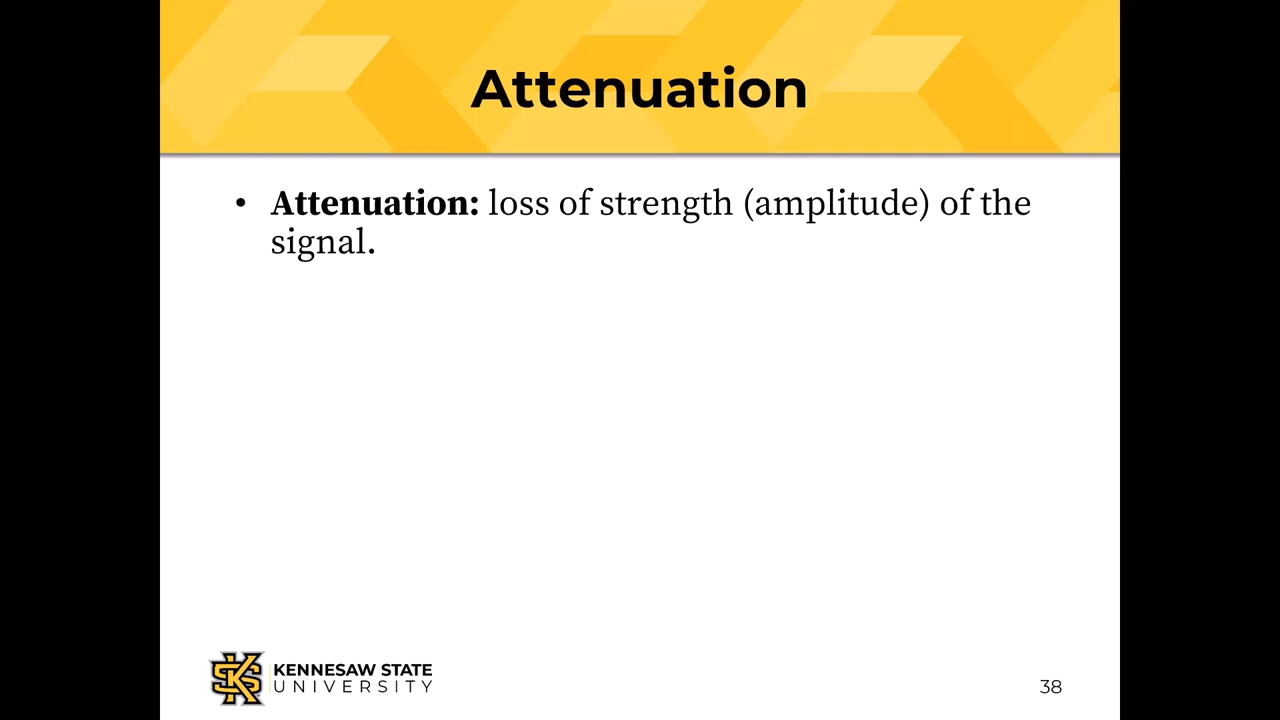 Attenuation
• Attenuation: loss of strength (amplitude) of the
signal.
KENNESAW STATE
UNIVERSITY
38